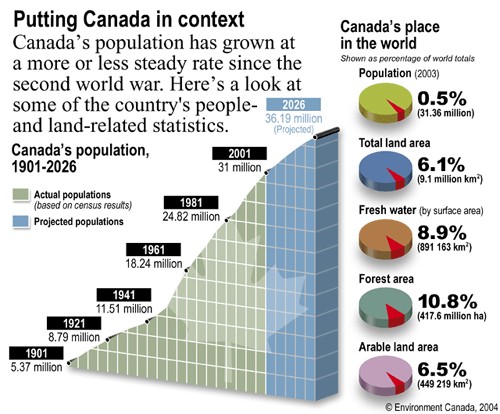 Putting Canada in context
Canada's population has grown at
a more or less steady rate since the
second world war. Here's a look at
some of the country's people-
and land-related statistics.
Canada's population,
1901-2026
Actual populations
(based on census results)
Projected populations
1901
5.37 million
1921
8.79 million
1941
11.51 million
1961
18.24 million
1981
24.82 million
2001
31 million
2026
36.19 million
(Projected)
Canada's place
in the world
Shown as percentage of world totals
Population (2003)
0.5%
(31.36 million)
Total land area
6.1%
(9.1 million km²)
Fresh water (by surface area)
8.9%
(891 163 km²)
Forest area
10.8%
(417.6 million ha)
Arable land area
6.5%
(449 219 km²)
© Environment Canada, 2004